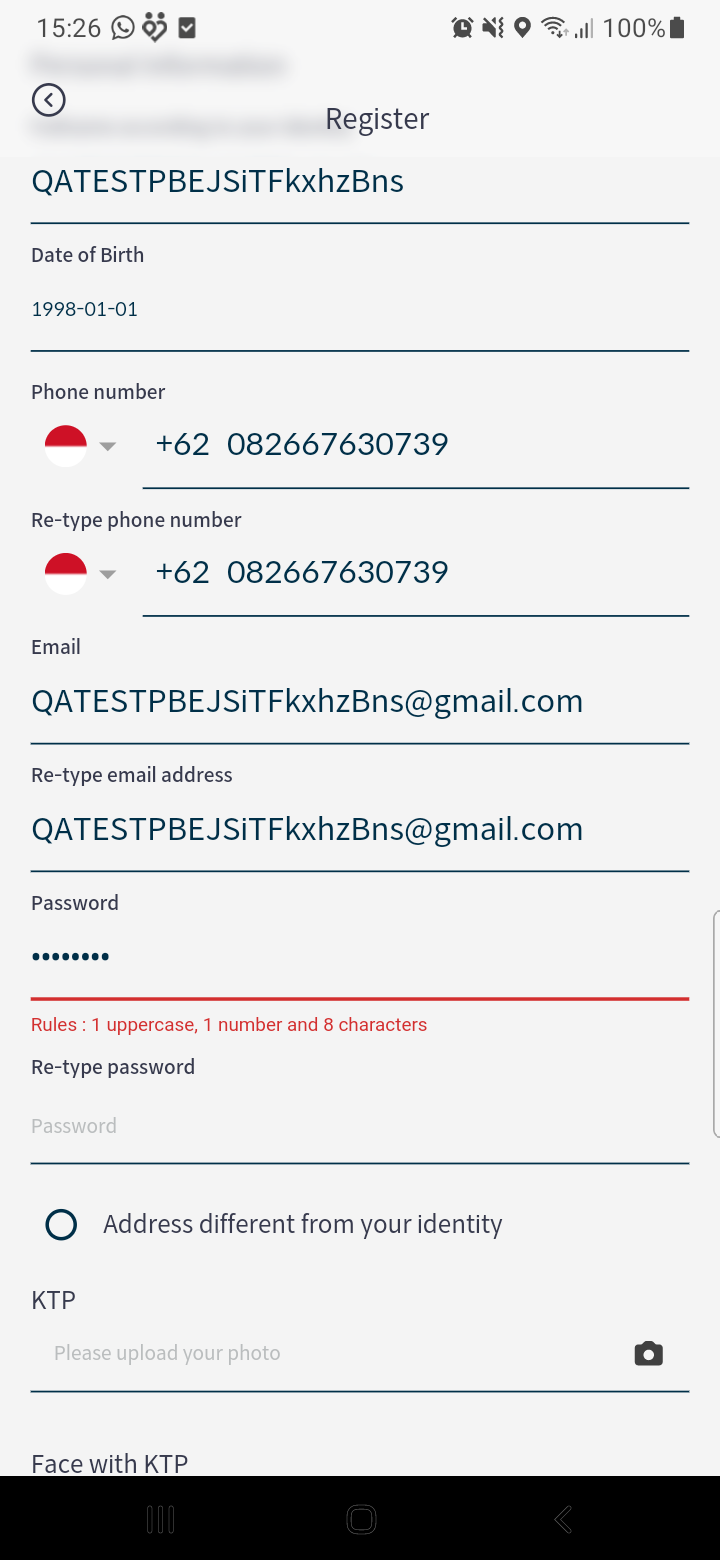 15:26
100%
Register
QATESTPBEJSiTFkxhzBns
Date of Birth
1998-01-01
Phone number
+62 082667630739
Re-type phone number
+62 082667630739
Email
QATESTPBEJSiTFkxhzBns@gmail.com
Re-type email address
QATESTPBEJSiTFkxhzBns@gmail.com
Password
••••••••
Rules : 1 uppercase, 1 number and 8 characters
Re-type password
Password
Address different from your identity
KTP
Please upload your photo
Face with KTP